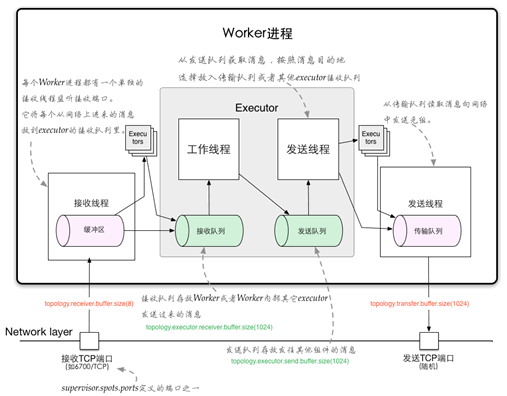 Worker进程
从发送队列获取消息，按照消息目的地
选择放入传输队列或者其他executor接收队列
每个Worker进程都有一个单独的
接收线程监听接收端口。
它将每个从网络上进来的消息
放到executor的接收队列里。
Executor
从传输队列读取消息向网络
中发送元组。
Execu
tors
工作线程
发送线程
Execu
tors
接收线程
缓冲区
接收队列
发送队列
发送线程
传输队列
接收队列存放Worker或者Worker内部其它executor
发送过来的消息
topology.receiver.buffer.size(8)
topology.executor.receiver.buffer.size(1024)
topology.transfer.buffer.size(1024)
Network layer
发送队列存放发往其他组件的消息
topology.executor.send.buffer.size(1024)
接收TCP端口
(如6700/TCP)
发送TCP端口
(随机)
supervisor.spots.ports定义的端口之一